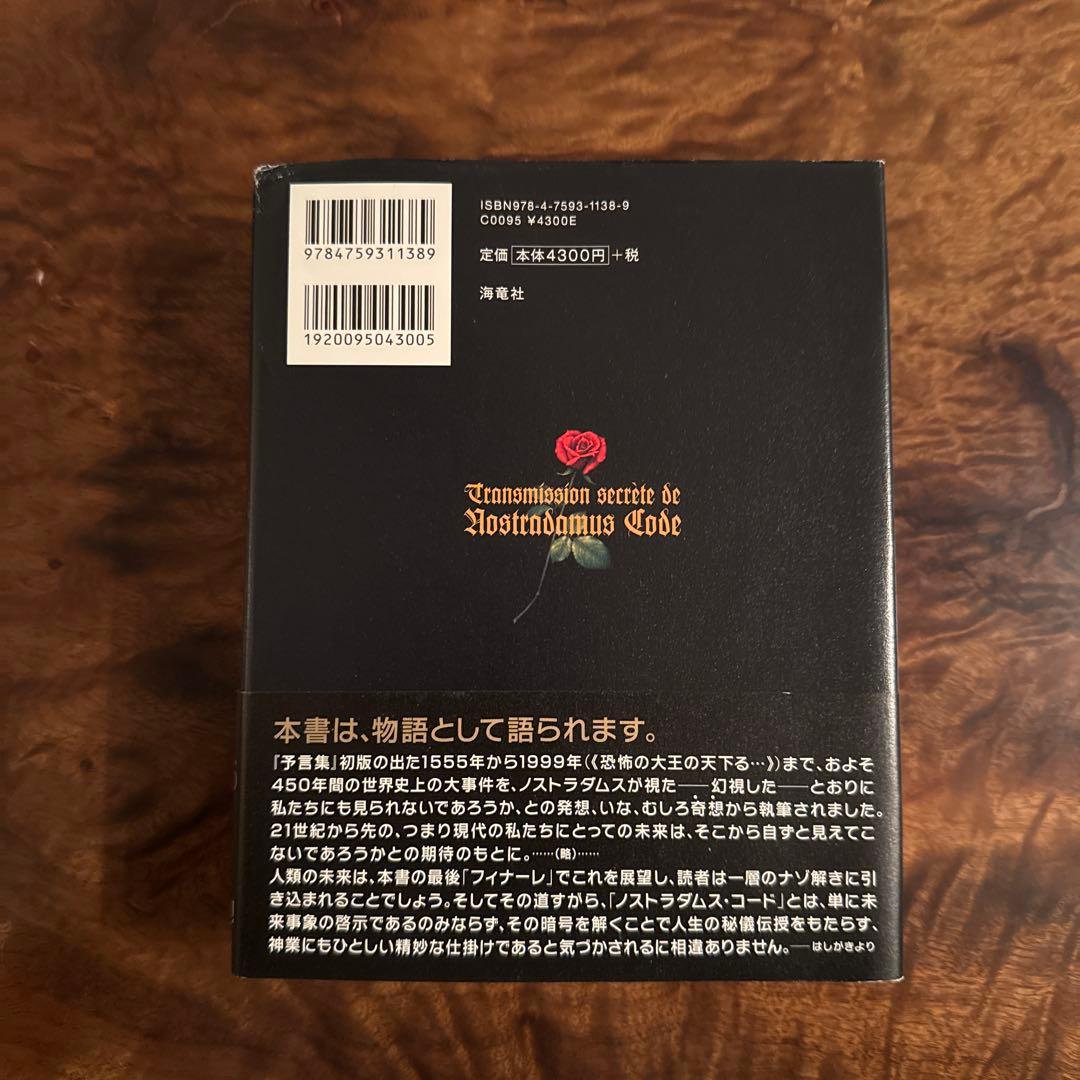 9784759311389
1920095043005
ISBN978-4-7593-1138-9
C0095 ¥4300E
定価 本体4300円＋税
海竜社
Transmission secrète de
Nostradamus Code
本書は、物語として語られます。
『予言集』初版の出た1555年から1999年(《恐怖の大王の天下る…》)まで、およそ
450年間の世界史上の大事件を、ノストラダムスが視た──幻視した──とおりに
私たちにも見られないであろうか、との発想、いな、むしろ奇想から執筆されました。
21世紀から先の、つまり現代の私たちにとっての未来は、そこから自ずと見えてこ
ないであろうかとの期待のもとに。……(略)……
人類の未来は、本書の最後「フィナーレ」でこれを展望し、読者は一層のナゾ解きに引
き込まれることでしょう。そしてその道すがら、「ノストラダムス・コード」とは、単に未
来事象の啓示であるのみならず、その暗号を解くことで人生の秘儀伝授をもたらす、
神業にもひとしい精妙な仕掛けであると気づかされるに相違ありません。──はしがきより